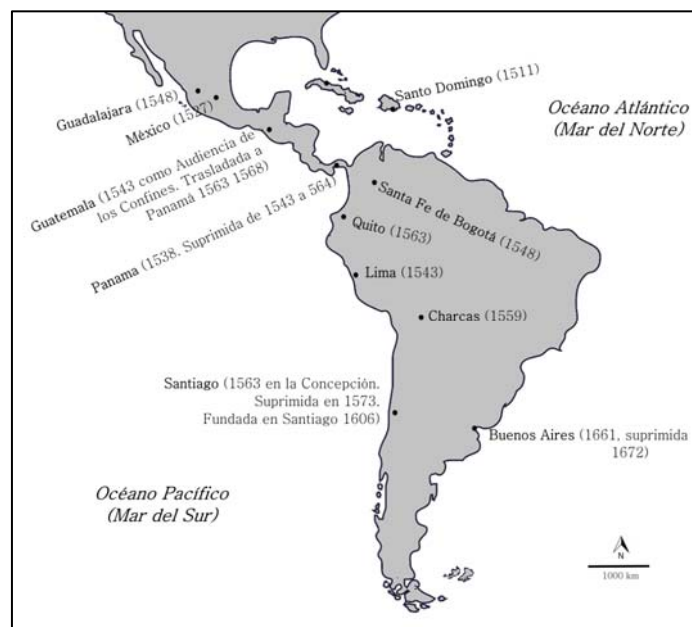 Santo Domingo (1511)
Océano Atlántico
(Mar del Norte)
Guadalajara (1548)
México (1527)
Guatemala (1543 como Audiencia de
los Confines. Trasladada a
Panamá 1563 1568)
Panama (1538. Suprimida de 1543 a 564)
Santa Fe de Bogotá (1548)
Quito (1563)
Lima (1543)
Charcas (1559)
Santiago (1563 en la Concepción.
Suprimida en 1573.
Fundada en Santiago 1606)
Buenos Aires (1661, suprimida
1672)
Océano Pacífico
(Mar del Sur)
N
1000 km